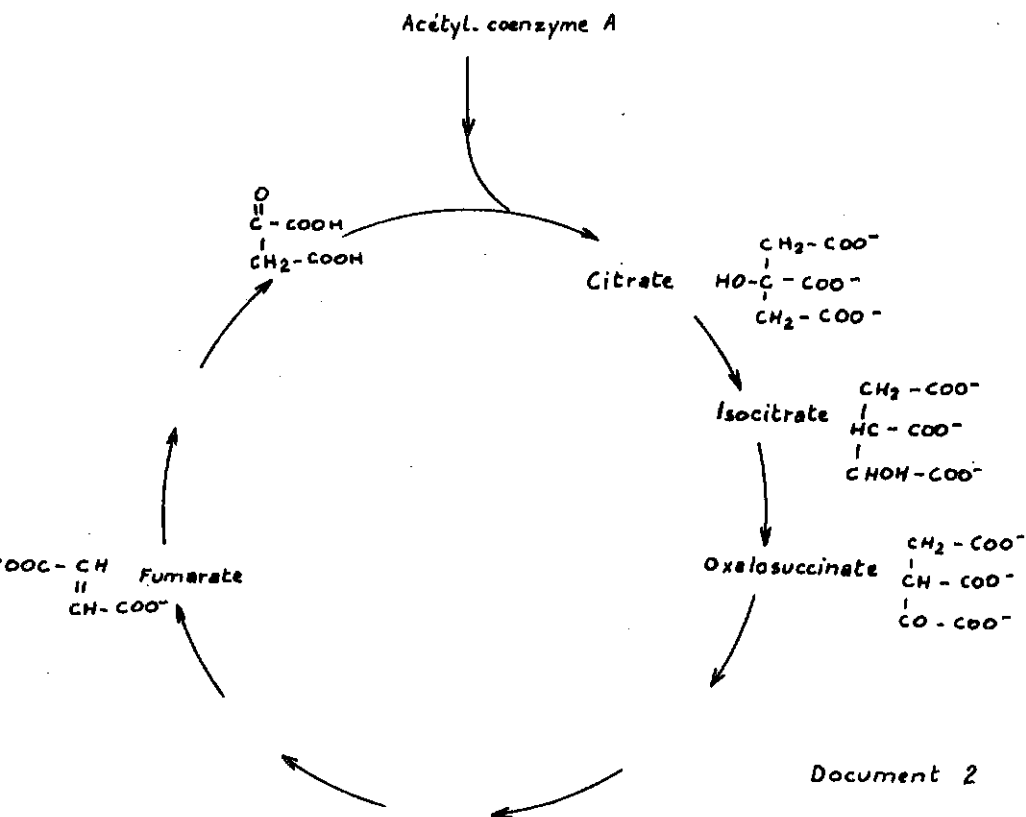 Acétyl. coenzyme A
O
||
C - COOH
|
CH₂- COOH
Citrate
CH₂- COO⁻
|
HO-C - COO⁻
|
CH₂ - COO⁻
Isocitrate
CH₂ - COO⁻
|
HC - COO⁻
|
CHOH-COO⁻
Oxalosuccinate
CH₂ - COO⁻
|
CH - COO⁻
|
CO - COO⁻
OOC- CH
||
CH- COO⁻
Fumarate
Document 2